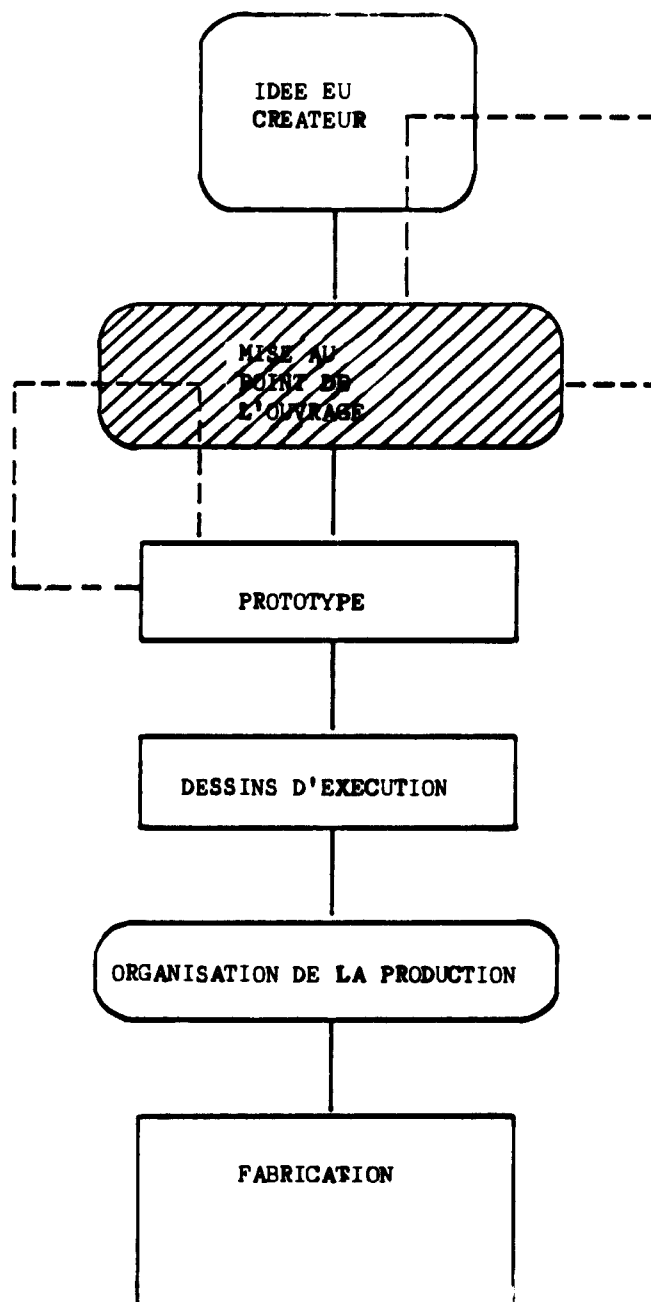 IDEE EU
CREATEUR
MISE AU
POINT DE
L'OUVRAGE
PROTOTYPE
DESSINS D'EXECUTION
ORGANISATION DE LA PRODUCTION
FABRICATION